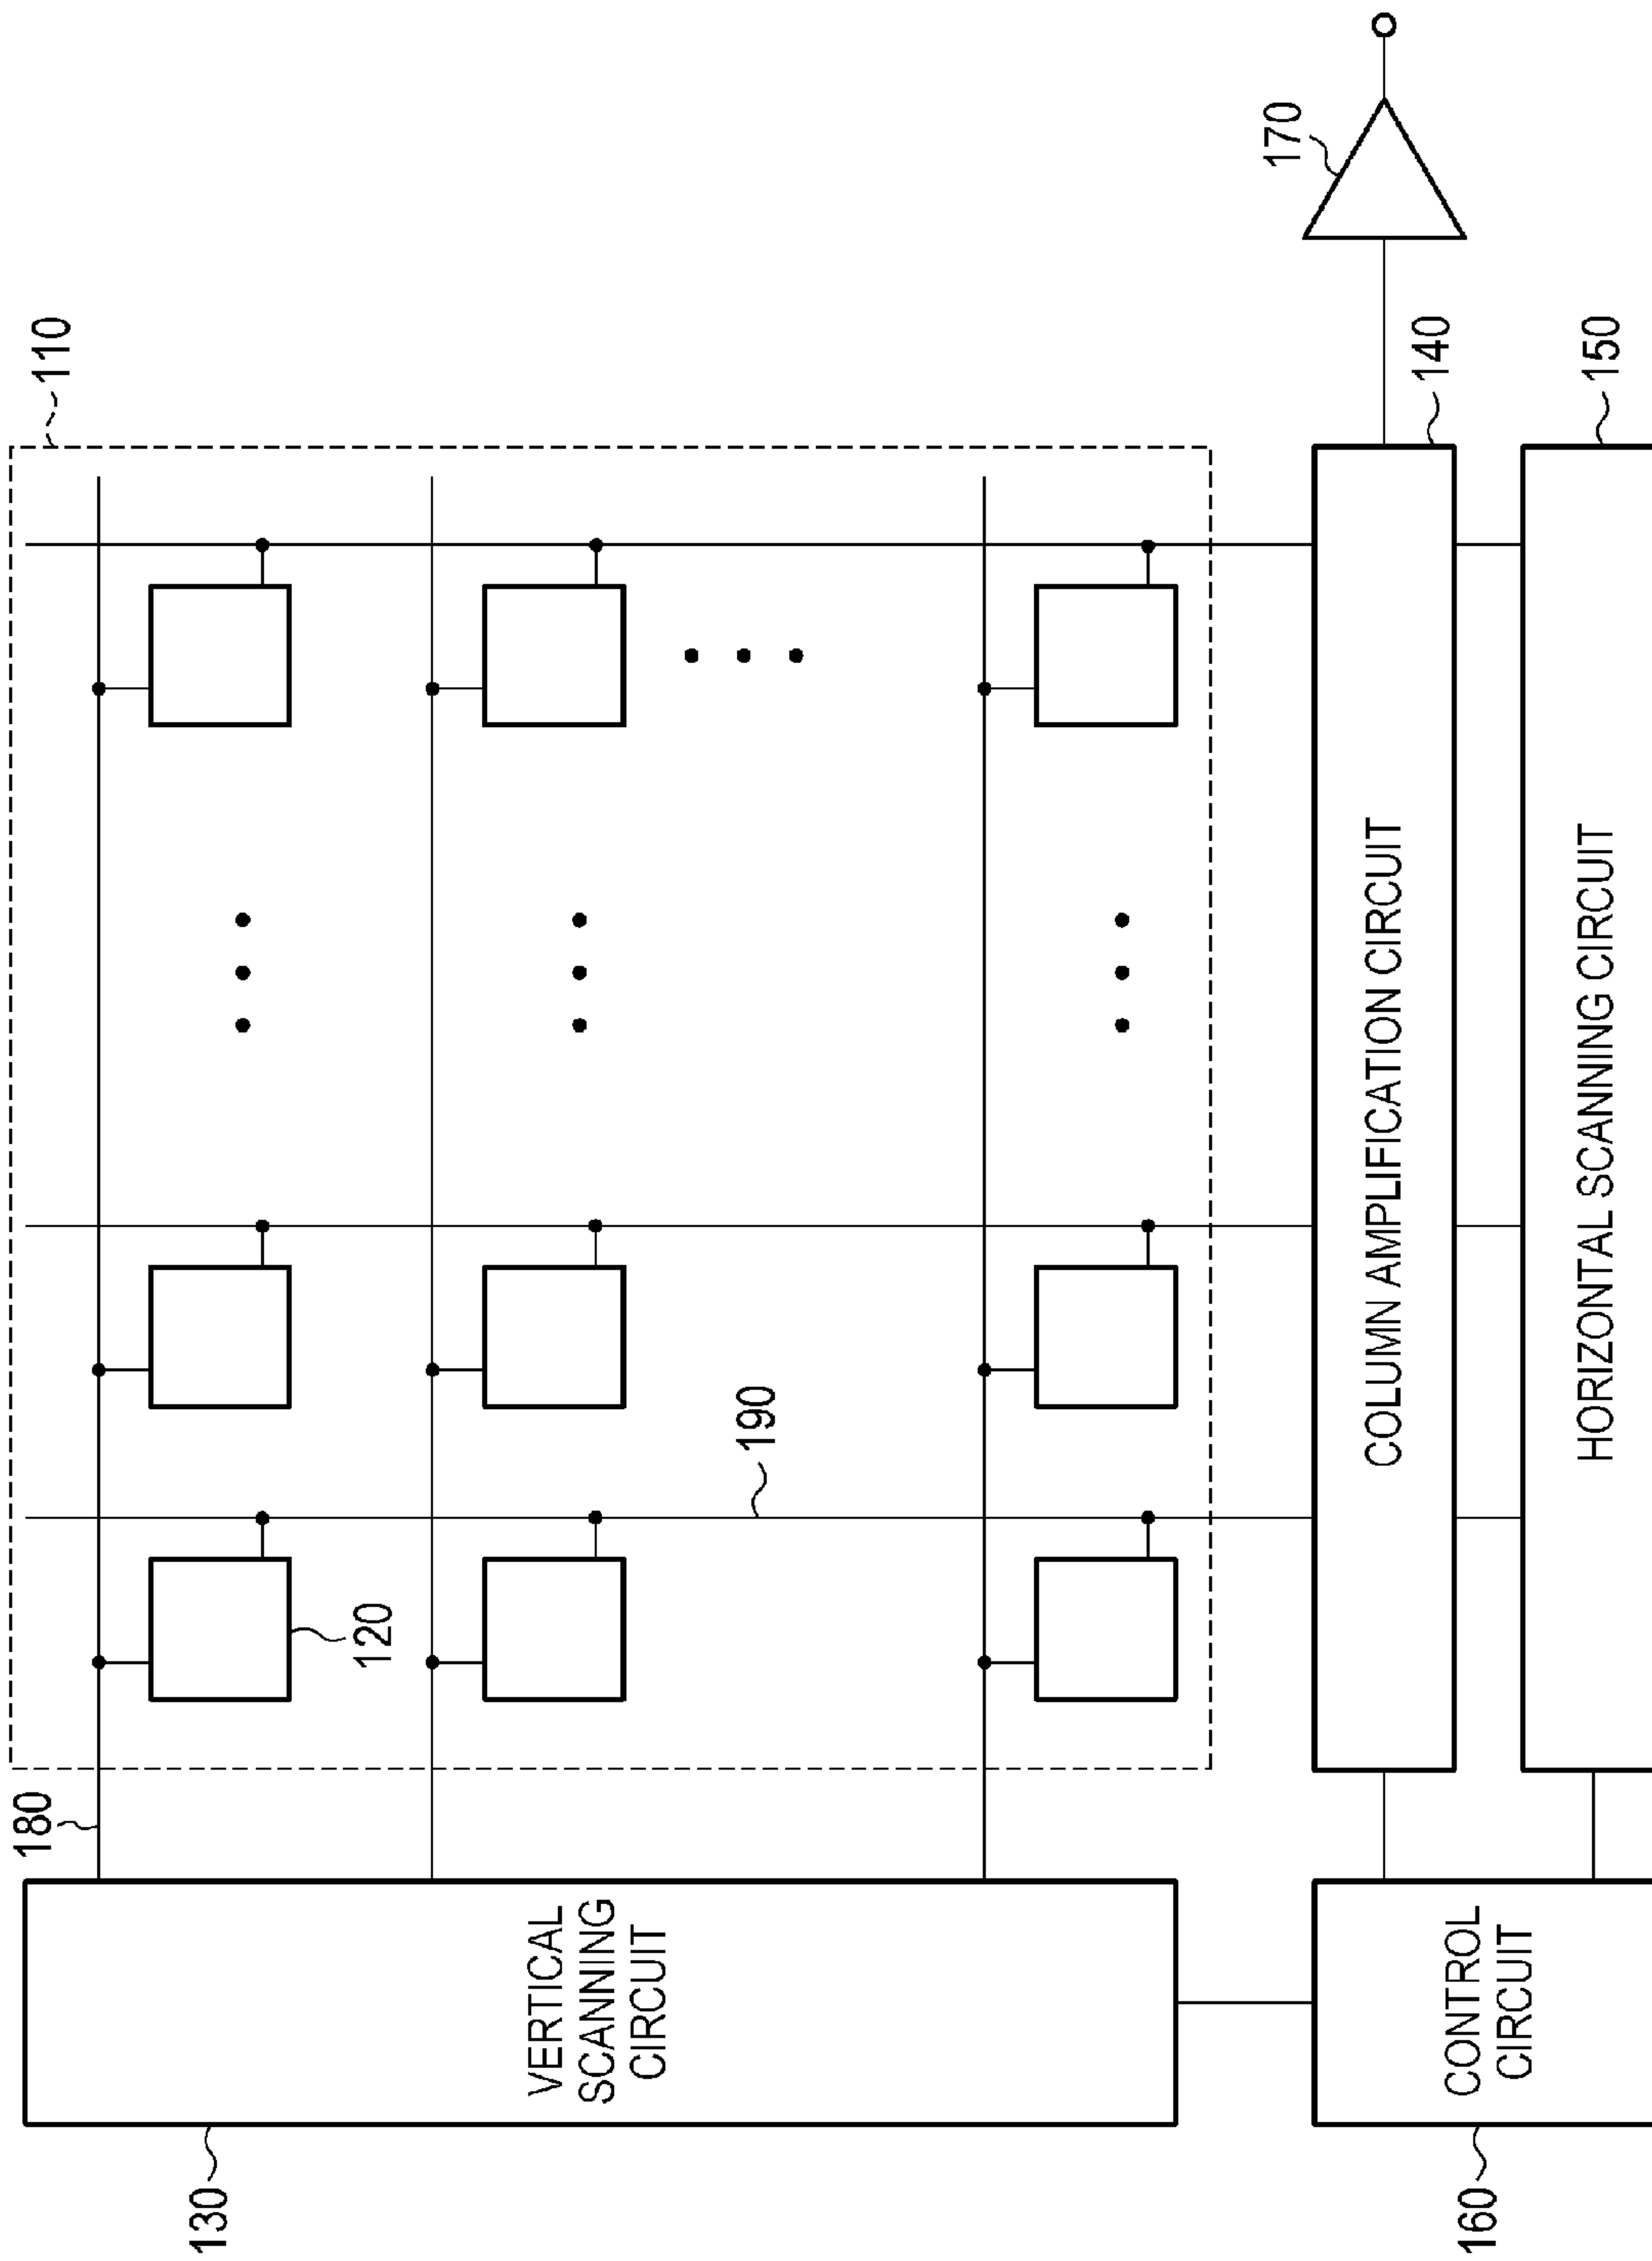 110
180
120
190
170
130
VERTICAL
SCANNING
CIRCUIT
140
COLUMN AMPLIFICATION CIRCUIT
150
HORIZONTAL SCANNING CIRCUIT
160
CONTROL
CIRCUIT